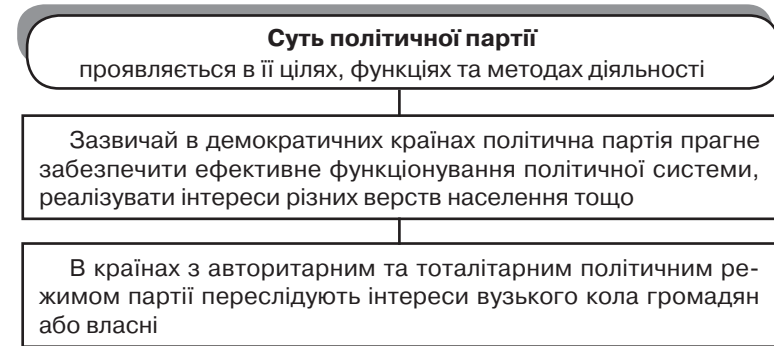 Суть політичної партії
проявляється в її цілях, функціях та методах діяльності
Зазвичай в демократичних країнах політична партія прагне
забезпечити ефективне функціонування політичної системи,
реалізувати інтереси різних верств населення тощо
В країнах з авторитарним та тоталітарним політичним ре-
жимом партії переслідують інтереси вузького кола громадян
або власні